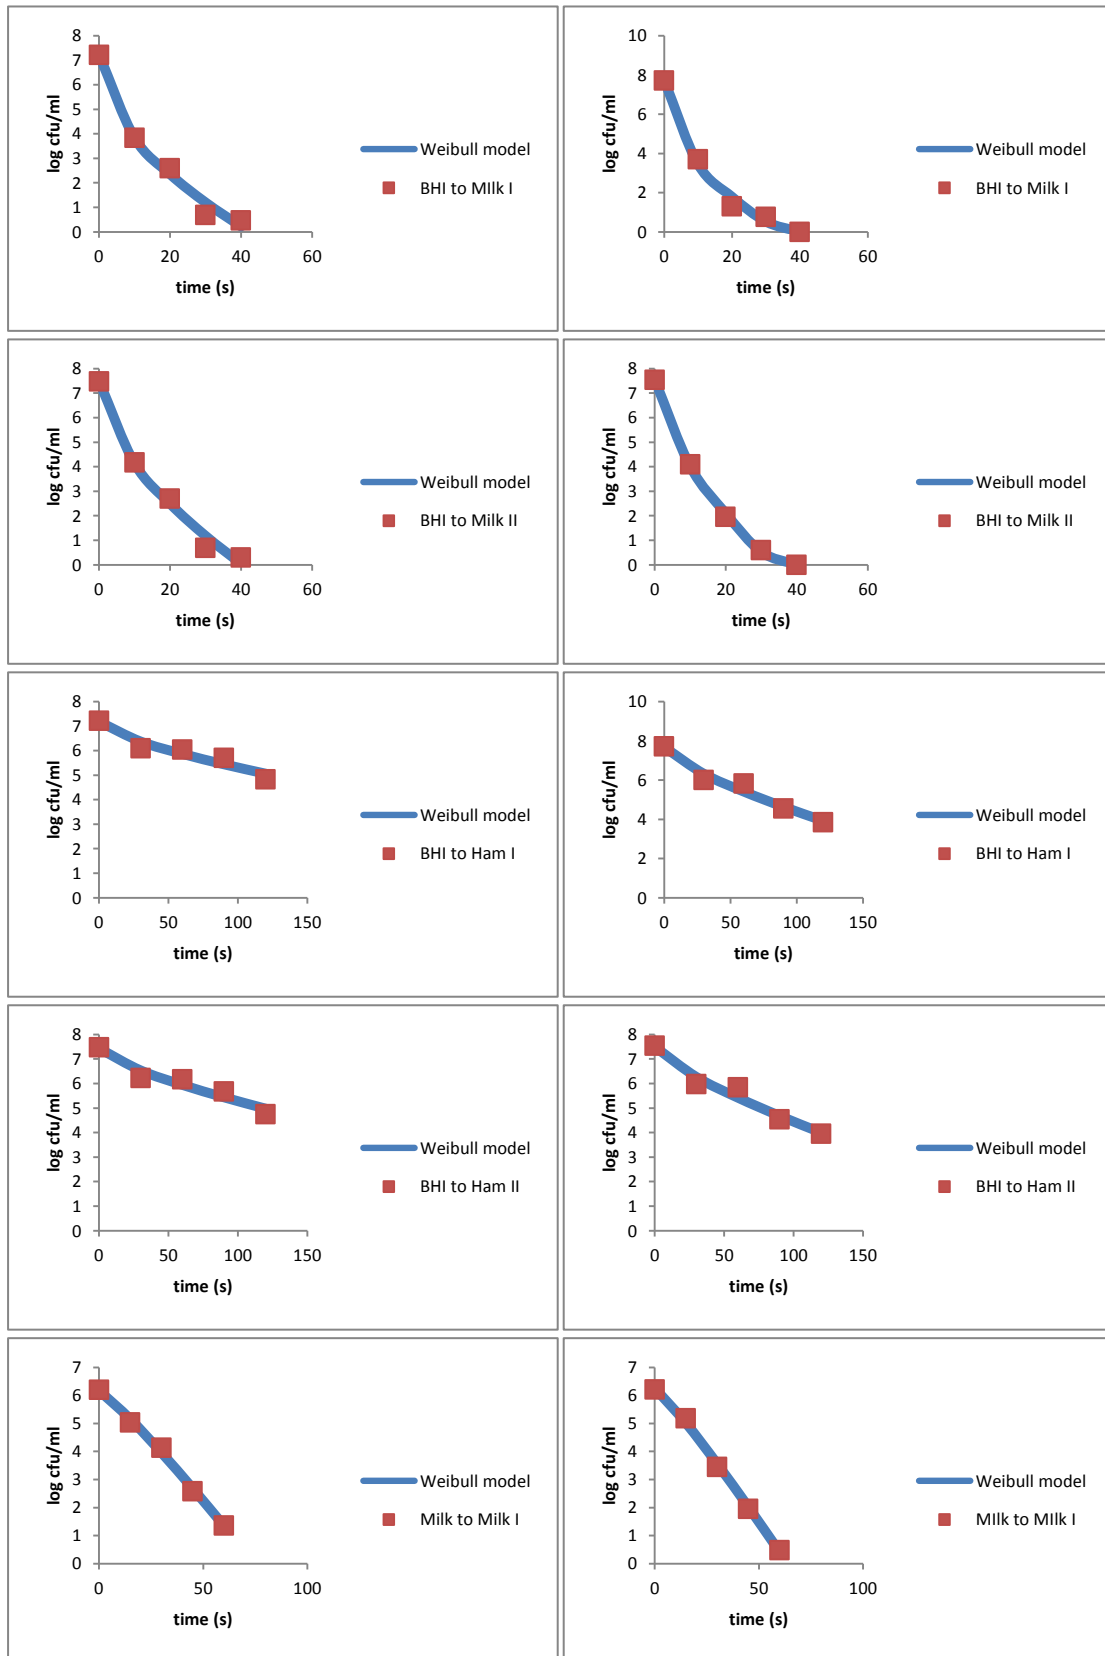 8
7
6
5
4
3
2
1
0
log cfu/ml
0 20 40 60
time (s)
Weibull model
BHI to MIlk I
10
8
6
4
2
0
log cfu/ml
0 20 40 60
time (s)
Weibull model
BHI to Milk I
8
7
6
5
4
3
2
1
0
log cfu/ml
0 20 40 60
time (s)
Weibull model
BHI to Milk II
8
7
6
5
4
3
2
1
0
log cfu/ml
0 20 40 60
time (s)
Weibull model
BHI to Milk II
8
7
6
5
4
3
2
1
0
log cfu/ml
0 50 100 150
time (s)
Weibull model
BHI to Ham I
10
8
6
4
2
0
log cfu/ml
0 50 100 150
time (s)
Weibull model
BHI to Ham I
8
7
6
5
4
3
2
1
0
log cfu/ml
0 50 100 150
time (s)
Weibull model
BHI to Ham II
8
7
6
5
4
3
2
1
0
log cfu/ml
0 50 100 150
time (s)
Weibull model
BHI to Ham II
7
6
5
4
3
2
1
0
log cfu/ml
0 50 100
time (s)
Weibull model
Milk to Milk I
7
6
5
4
3
2
1
0
log cfu/ml
0 50 100
time (s)
Weibull model
MIlk to MIlk I